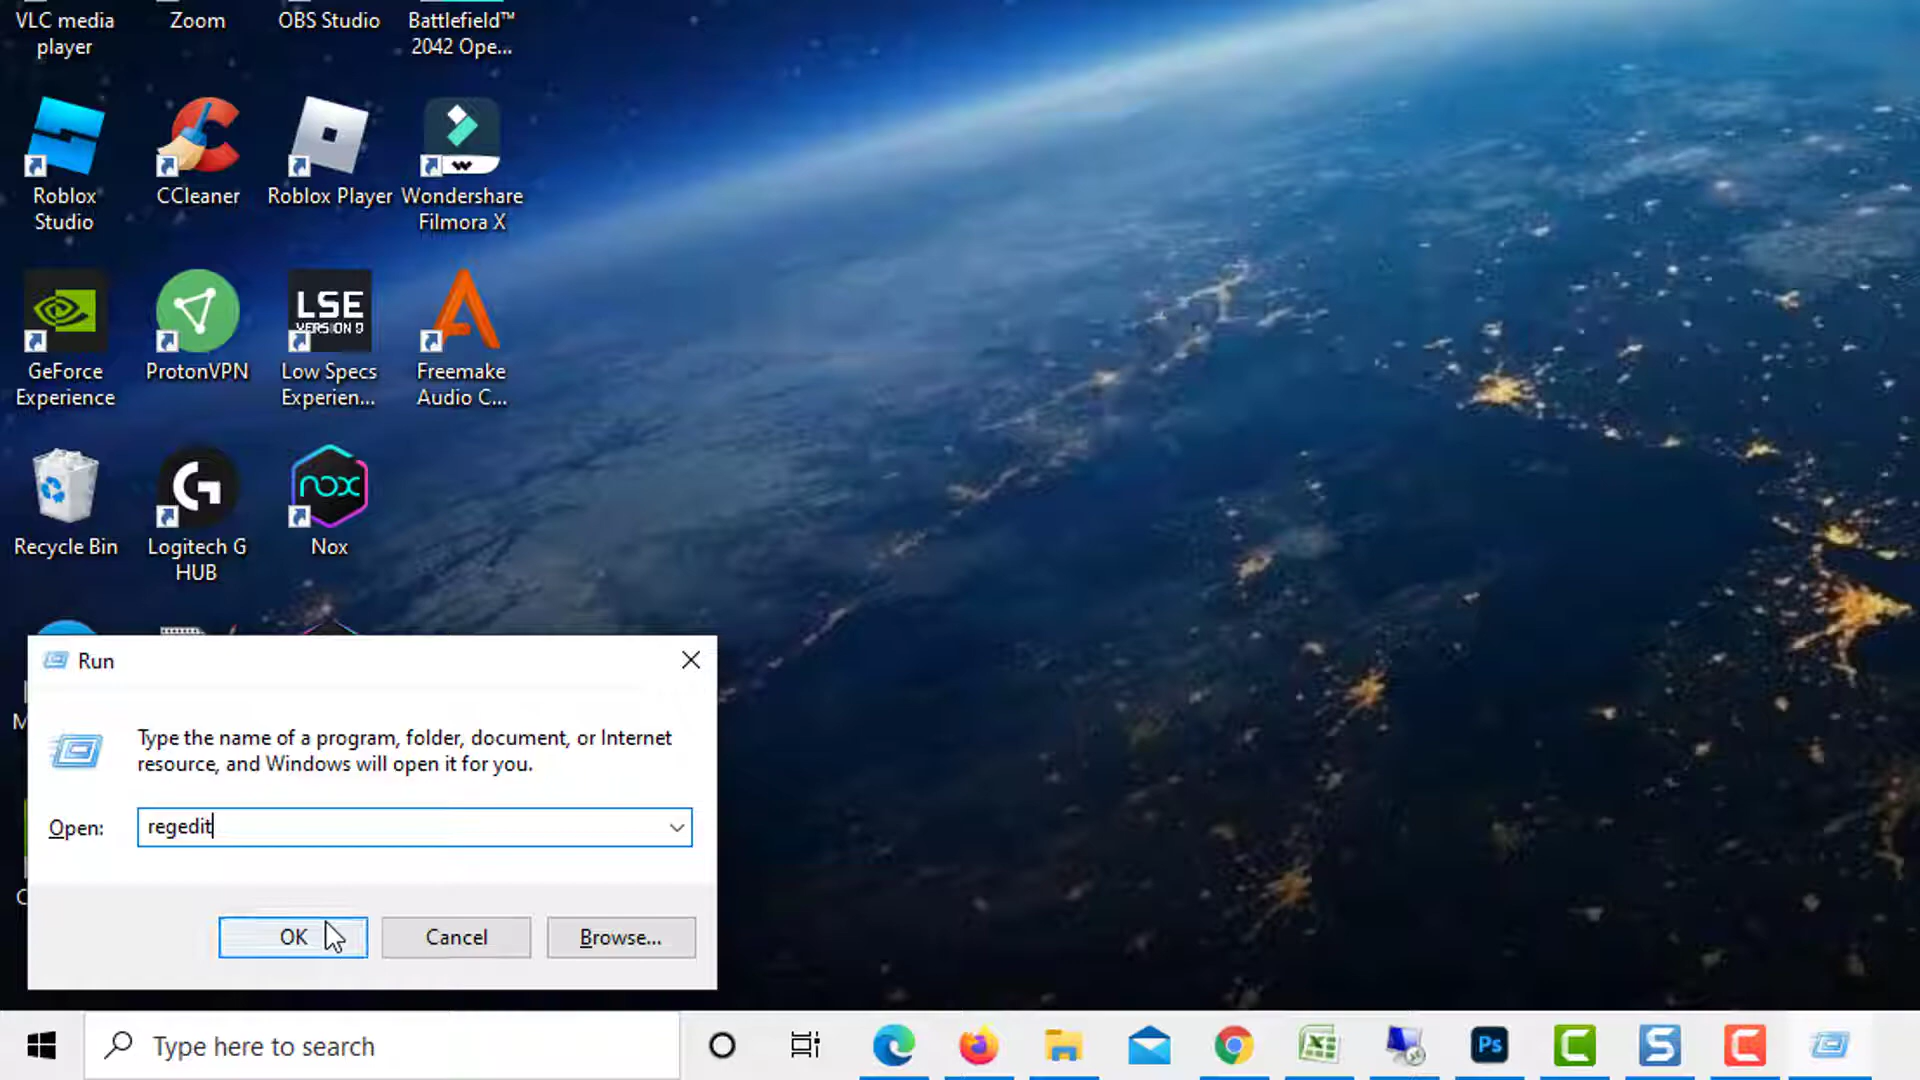 VLC media
player
Zoom
OBS Studio
Battlefield™
2042 Ope...
Roblox
Studio
CCleaner
Roblox Player
Wondershare
Filmora X
LSE
VERSION 9
GeForce
Experience
ProtonVPN
Low Specs
Experien...
Freemake
Audio C...
nox
Recycle Bin
Logitech G
HUB
Nox
Run
Type the name of a program, folder, document, or Internet
resource, and Windows will open it for you.
Open:
regedit
OK
Cancel
Browse...
Type here to search
Ps